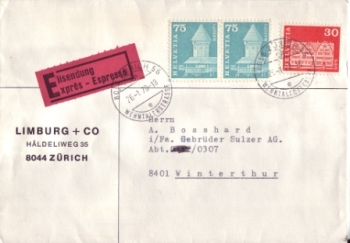 75
75
30
HELVETIA
HELVETIA
HELVETIA
Eilsendung
Exprès - Espresso
LIMBURG + CO
HALDELIWEG 35
8044 ZÜRICH
Herrn
A. Bosshard
i/Fa. Gebrüder Sulzer AG.
Abt. /0307
8401 Winterthur